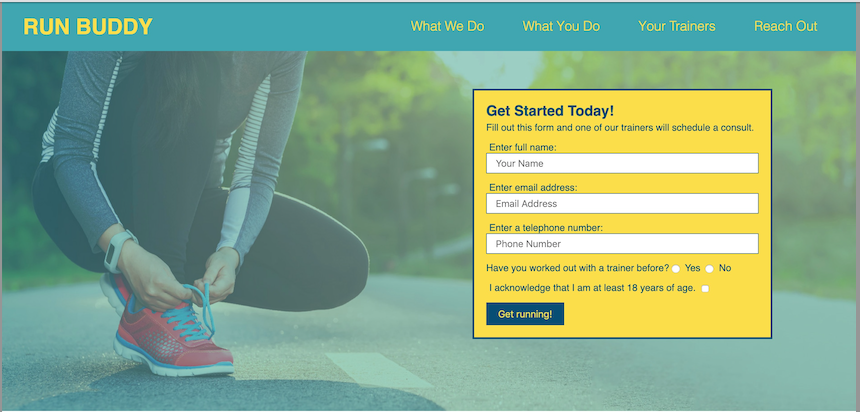 RUN BUDDY
What We Do
What You Do
Your Trainers
Reach Out
Get Started Today!
Fill out this form and one of our trainers will schedule a consult.
Enter full name:
Your Name
Enter email address:
Email Address
Enter a telephone number:
Phone Number
Have you worked out with a trainer before? Yes No
I acknowledge that I am at least 18 years of age.
Get running!